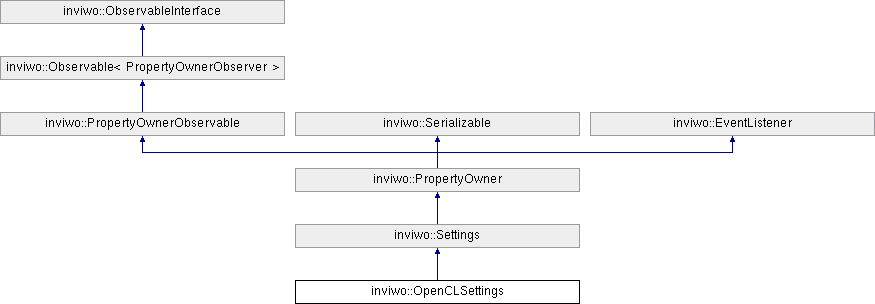 inviwo::ObservableInterface
inviwo::Observable< PropertyOwnerObserver >
inviwo::PropertyOwnerObservable
inviwo::Serializable
inviwo::EventListener
inviwo::PropertyOwner
inviwo::Settings
inviwo::OpenCLSettings